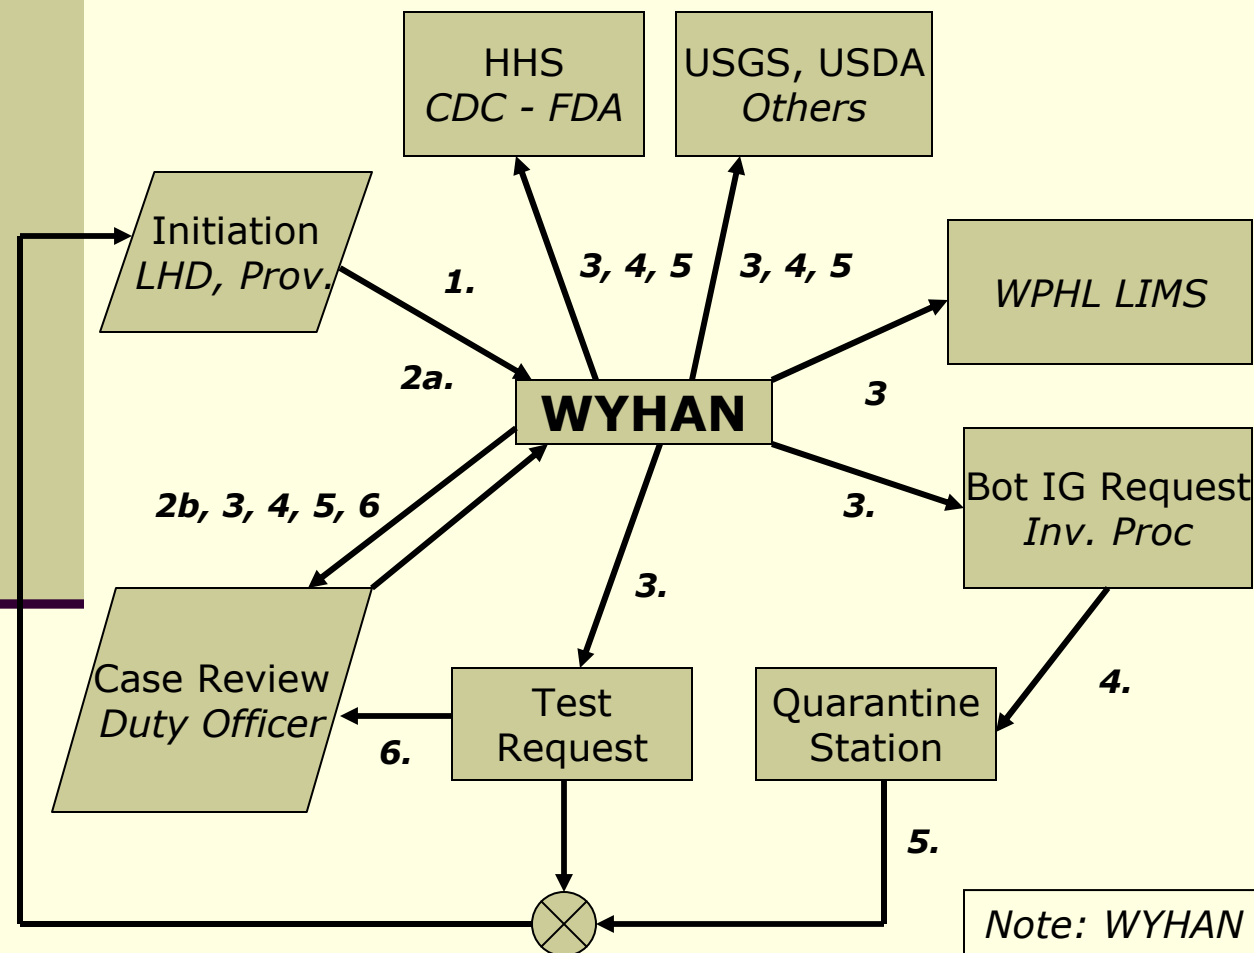 HHS
CDC - FDA
USGS, USDA
Others
Initiation
LHD, Prov.
1.
3, 4, 5
3, 4, 5
WPHL LIMS
2a.
3
WYHAN
2b, 3, 4, 5, 6
3.
Bot IG Request
Inv. Proc
3.
Case Review
Duty Officer
6.
Test
Request
Quarantine
Station
4.
5.
Note: WYHAN